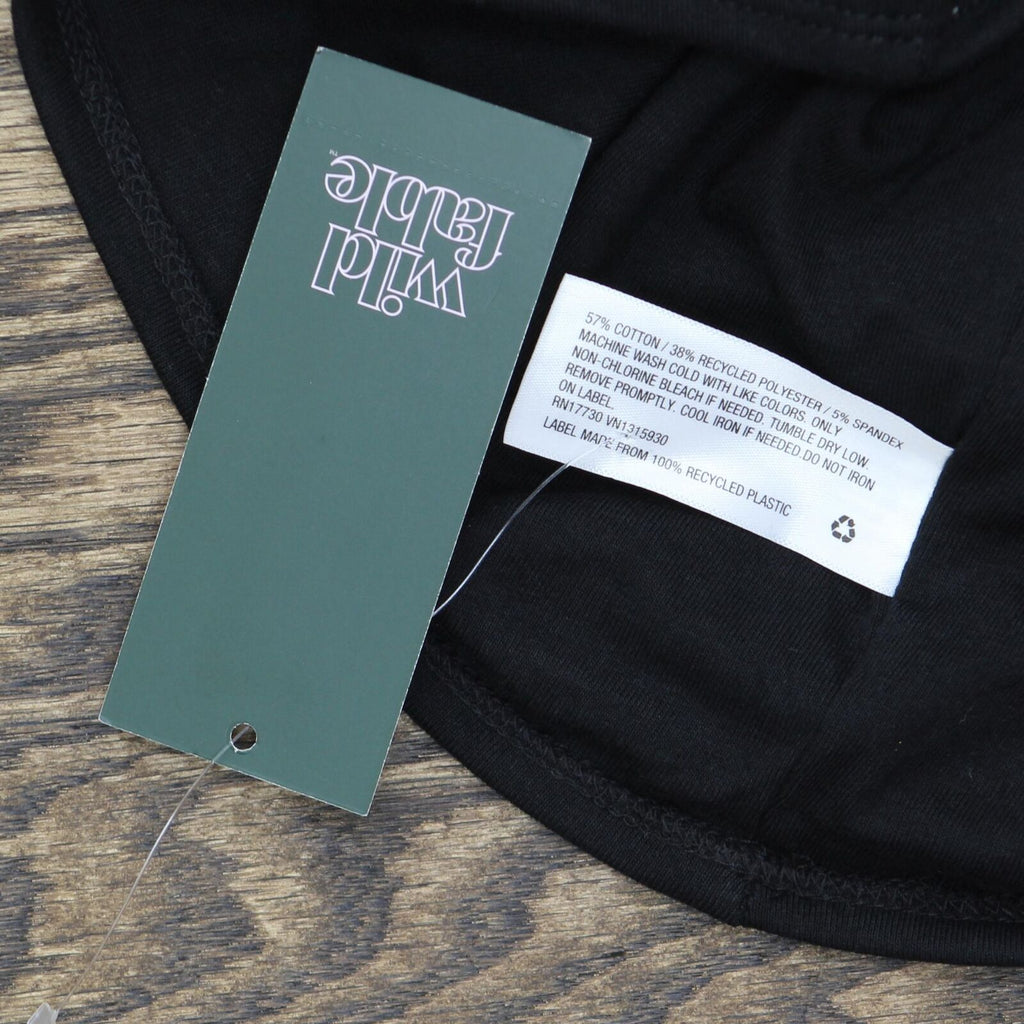 wild
fable™
57% COTTON / 38% RECYCLED POLYESTER / 5% SPANDEX
MACHINE WASH COLD WITH LIKE COLORS. ONLY
NON-CHLORINE BLEACH IF NEEDED. TUMBLE DRY LOW.
REMOVE PROMPTLY. COOL IRON IF NEEDED.DO NOT IRON
ON LABEL.
RN17730 VN1315930
LABEL MADE FROM 100% RECYCLED PLASTIC